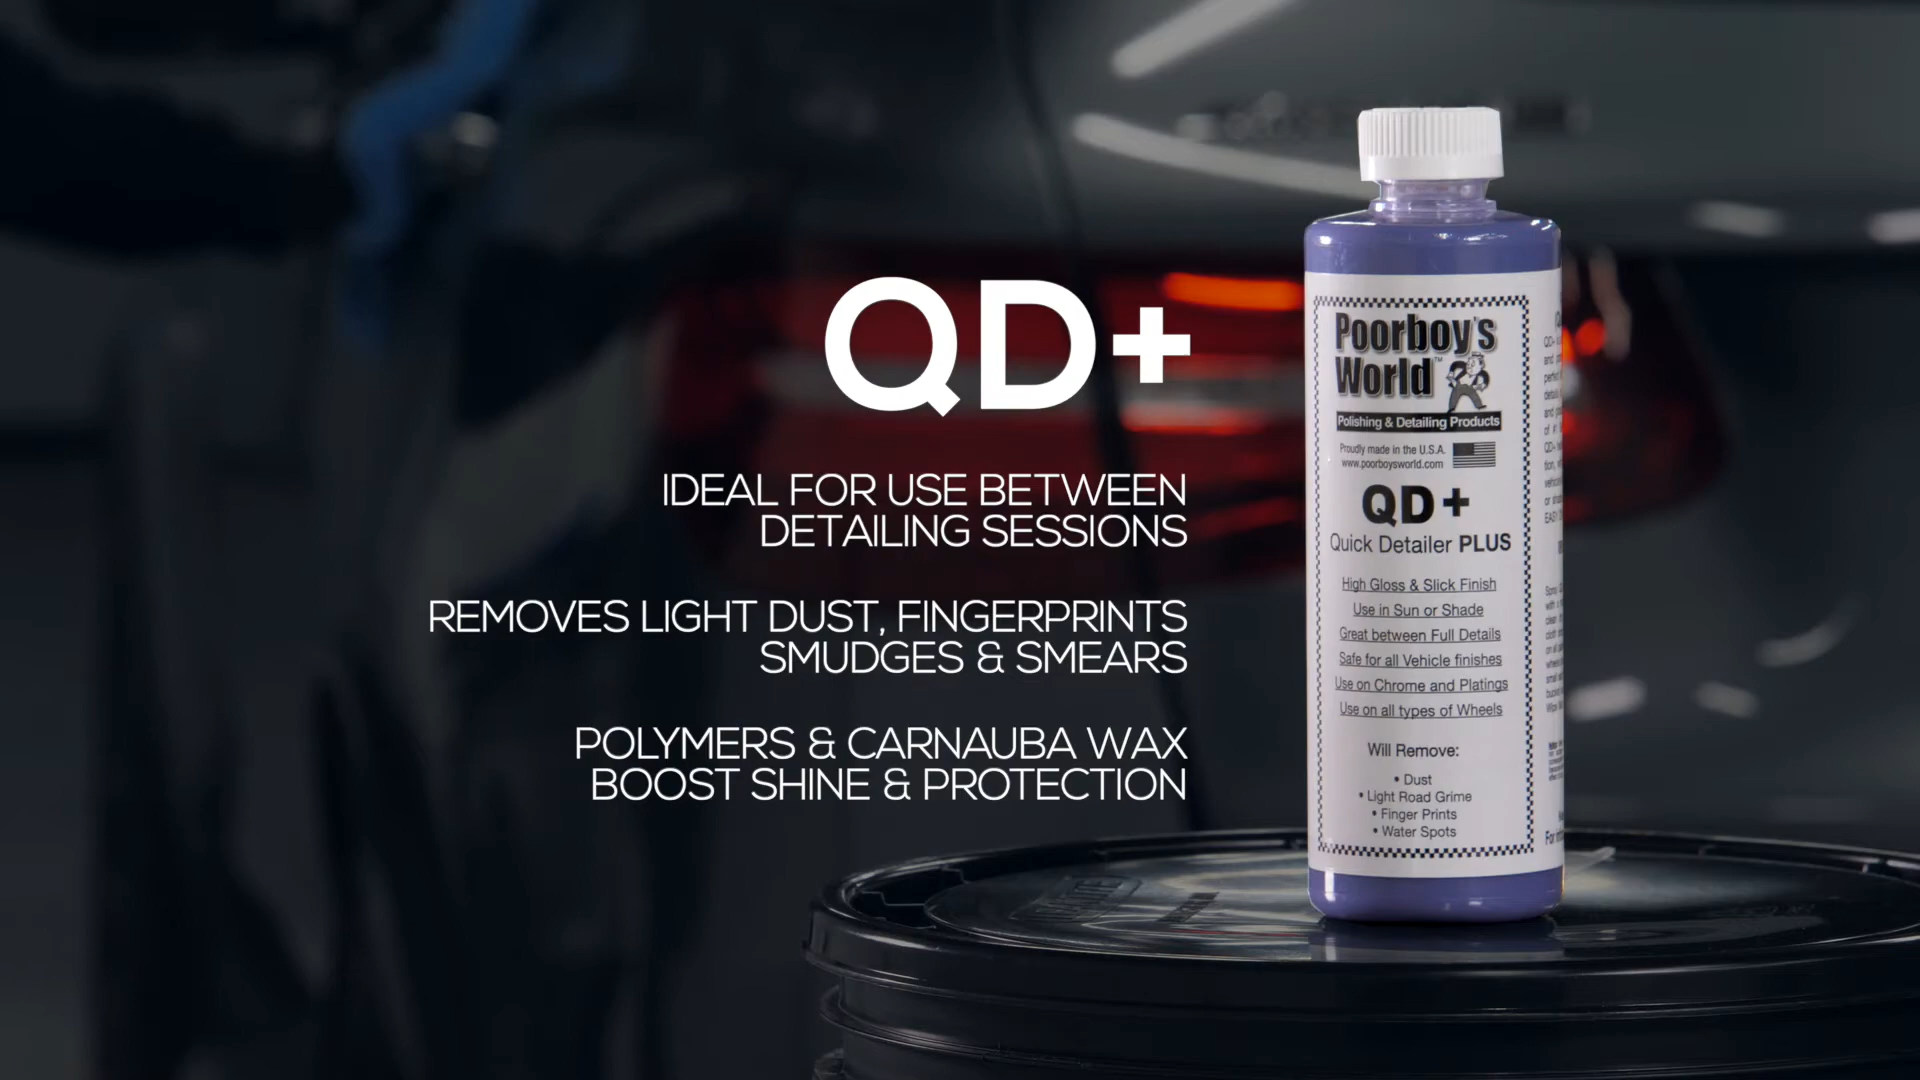 QD+
IDEAL FOR USE BETWEEN
DETAILING SESSIONS
REMOVES LIGHT DUST, FINGERPRINTS
SMUDGES & SMEARS
POLYMERS & CARNAUBA WAX
BOOST SHINE & PROTECTION
Poorboy's
World™
Polishing & Detailing Products
Proudly made in the U.S.A.
www.poorboysworld.com
QD+
Quick Detailer PLUS
High Gloss & Slick Finish
Use in Sun or Shade
Great between Full Details
Safe for all Vehicle finishes
Use on Chrome and Platings
Use on all types of Wheels
Will Remove:
• Dust
• Light Road Grime
• Finger Prints
• Water Spots